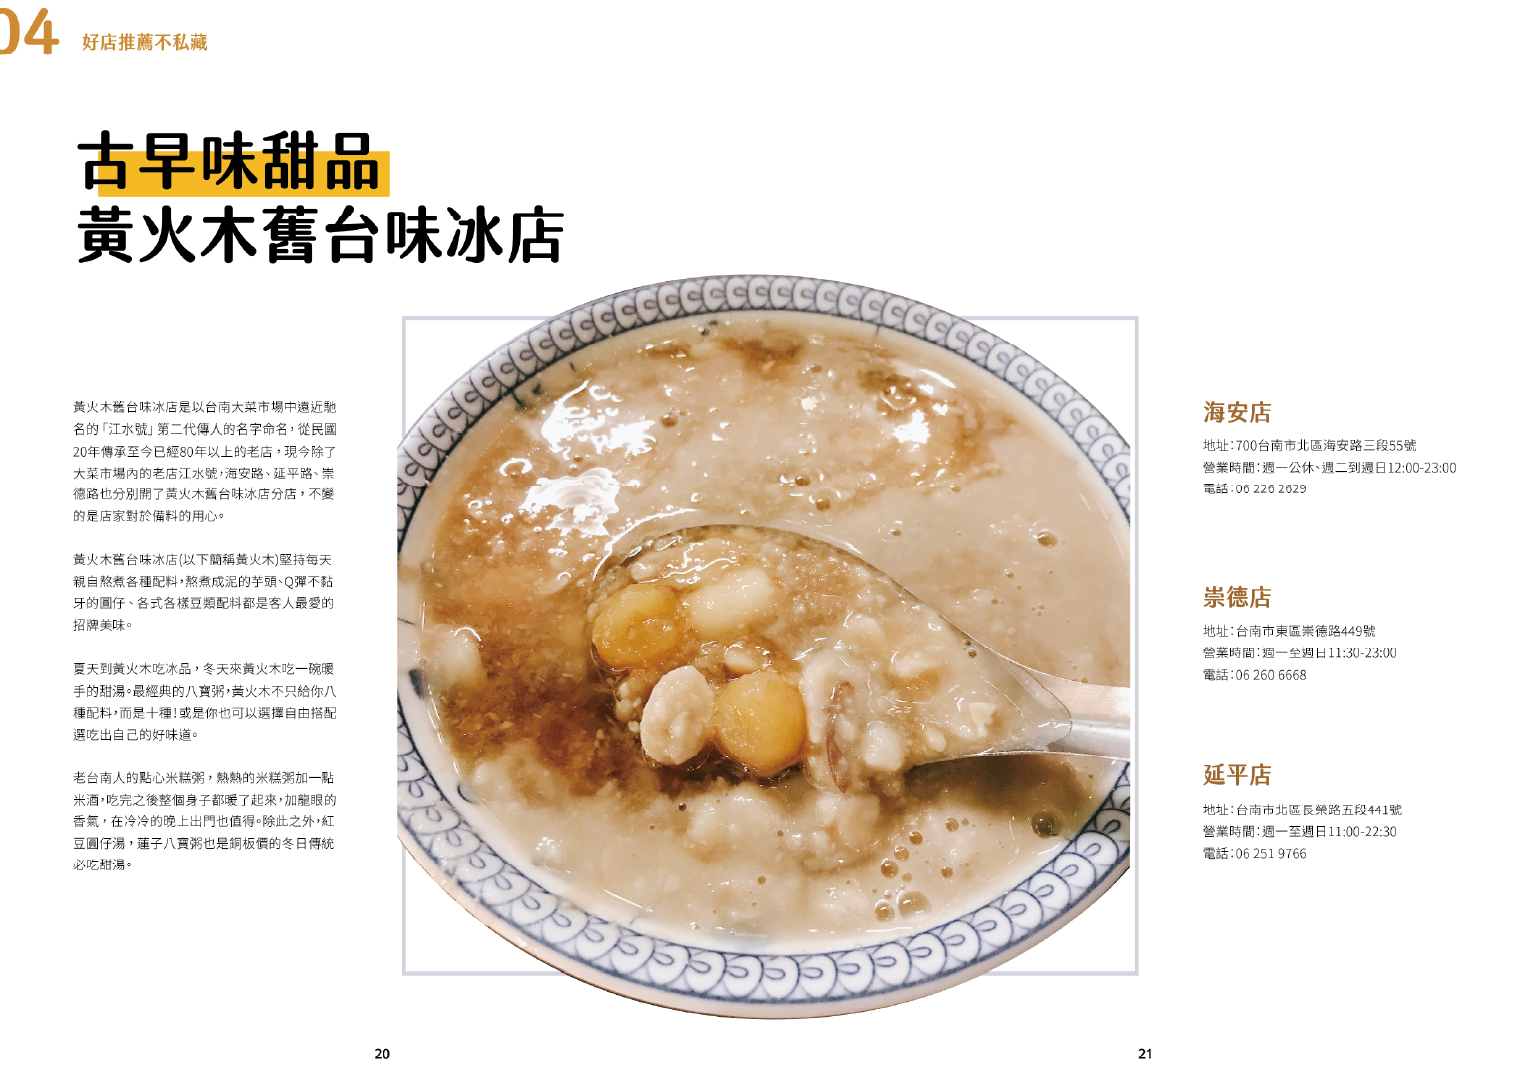 04
好店推薦不私藏
古早味甜品
黃火木舊台味冰店
黃火木舊台味冰店是以台南大菜市場中遠近馳
名的「江水號」第二代傳人的名字命名，從民國
20年傳承至今已經80年以上的老店，現今除了
大菜市場內的老店江水號，海安路、延平路、崇
德路也分別開了黃火木舊台味冰店分店，不變
的是店家對於備料的用心。
黃火木舊台味冰店(以下簡稱黃火木)堅持每天
親自熬煮各種配料，熬煮成泥的芋頭、Q彈不黏
牙的圓仔、各式各樣豆類配料都是客人最愛的
招牌美味。
夏天到黃火木吃冰品，冬天來黃火木吃一碗暖
手的甜湯。最經典的八寶粥，黃火木不只給你八
種配料，而是十種！或是你也可以選擇自由搭配
選吃出自己的好味道。
老台南人的點心米糕粥，熱熱的米糕粥加一點
米酒，吃完之後整個身子都暖了起來，加龍眼的
香氣，在冷冷的晚上出門也值得。除此之外，紅
豆圓仔湯，蓮子八寶粥也是銅板價的冬日傳統
必吃甜湯。
海安店
地址：700台南市北區海安路三段55號
營業時間：週一公休、週二到週日12:00-23:00
電話：06 226 2629
崇德店
地址：台南市東區崇德路449號
營業時間：週一至週日11:30-23:00
電話：06 260 6668
延平店
地址：台南市北區長榮路五段441號
營業時間：週一至週日11:00-22:30
電話：06 251 9766
20
21